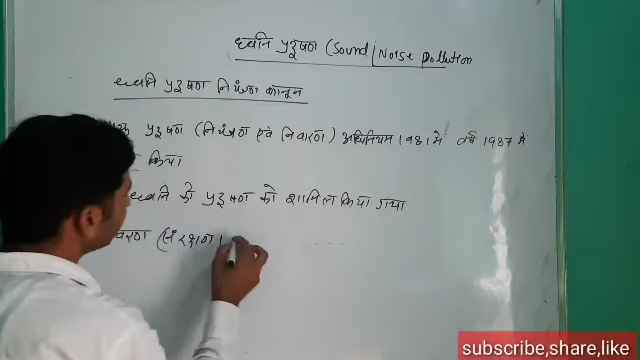 ध्वनि प्रदूषण (Sound | Noise pollution
ध्वनि प्रदूषण नियंत्रण कानून
प्रदूषण (नियंत्रण एवं निवारण) अधिनियम 1981 में वर्ष 1987 में
किया
ध्वनि को प्रदूषण को शामिल किया गया
वरण (संरक्षण)
subscribe,share,like